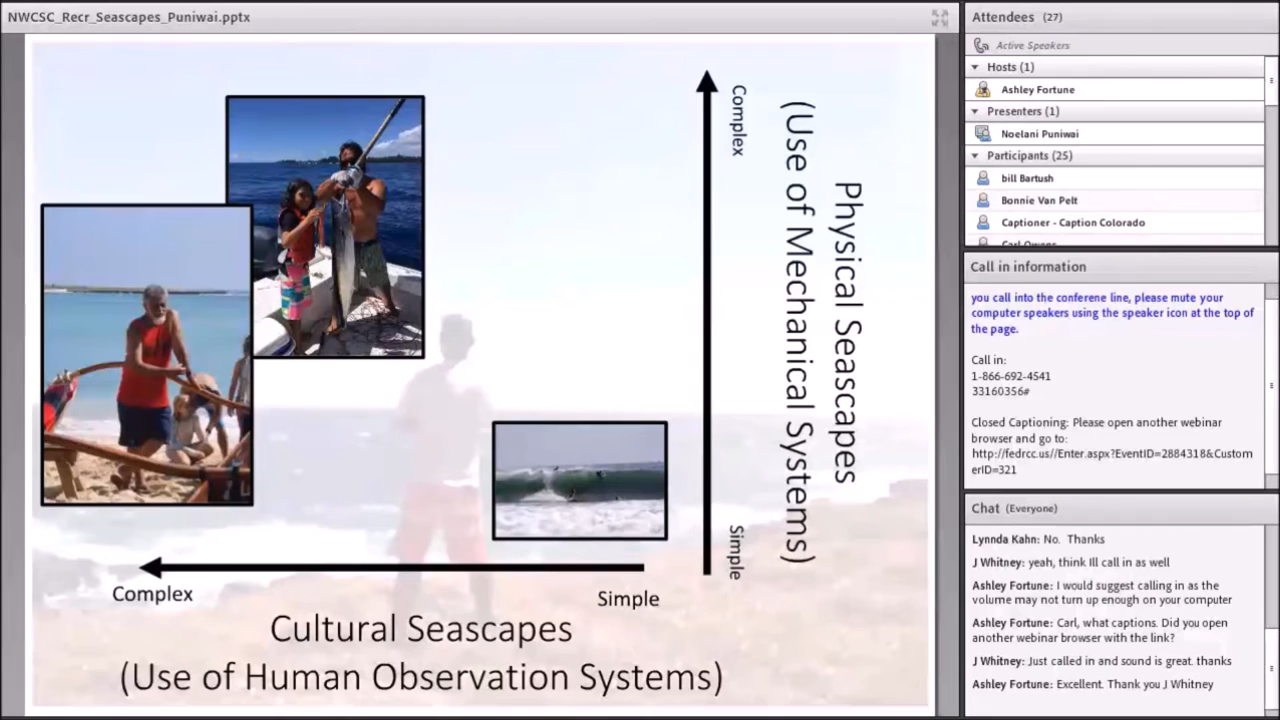 NWCSC_Recr_Seascapes_Puniwai.pptx
Complex
Simple
Physical Seascapes
(Use of Mechanical Systems)
Complex
Simple
Cultural Seascapes
(Use of Human Observation Systems)
Attendees (27)
Active Speakers
Hosts (1)
Ashley Fortune
Presenters (1)
Noelani Puniwai
Participants (25)
bill Bartush
Bonnie Van Pelt
Captioner - Caption Colorado
Carl Owens
Call in information
you call into the conferene line, please mute your
computer speakers using the speaker icon at the top of
the page.
Call in:
1-866-692-4541
33160356#
Closed Captioning: Please open another webinar
browser and go to:
http://fedrcc.us//Enter.aspx?EventID=2884318&Custom
erID=321
Chat (Everyone)
Lynnda Kahn: No. Thanks
J Whitney: yeah, think Ill call in as well
Ashley Fortune: I would suggest calling in as the
volume may not turn up enough on your computer
Ashley Fortune: Carl, what captions. Did you open
another webinar browser with the link?
J Whitney: Just called in and sound is great. thanks
Ashley Fortune: Excellent. Thank you J Whitney